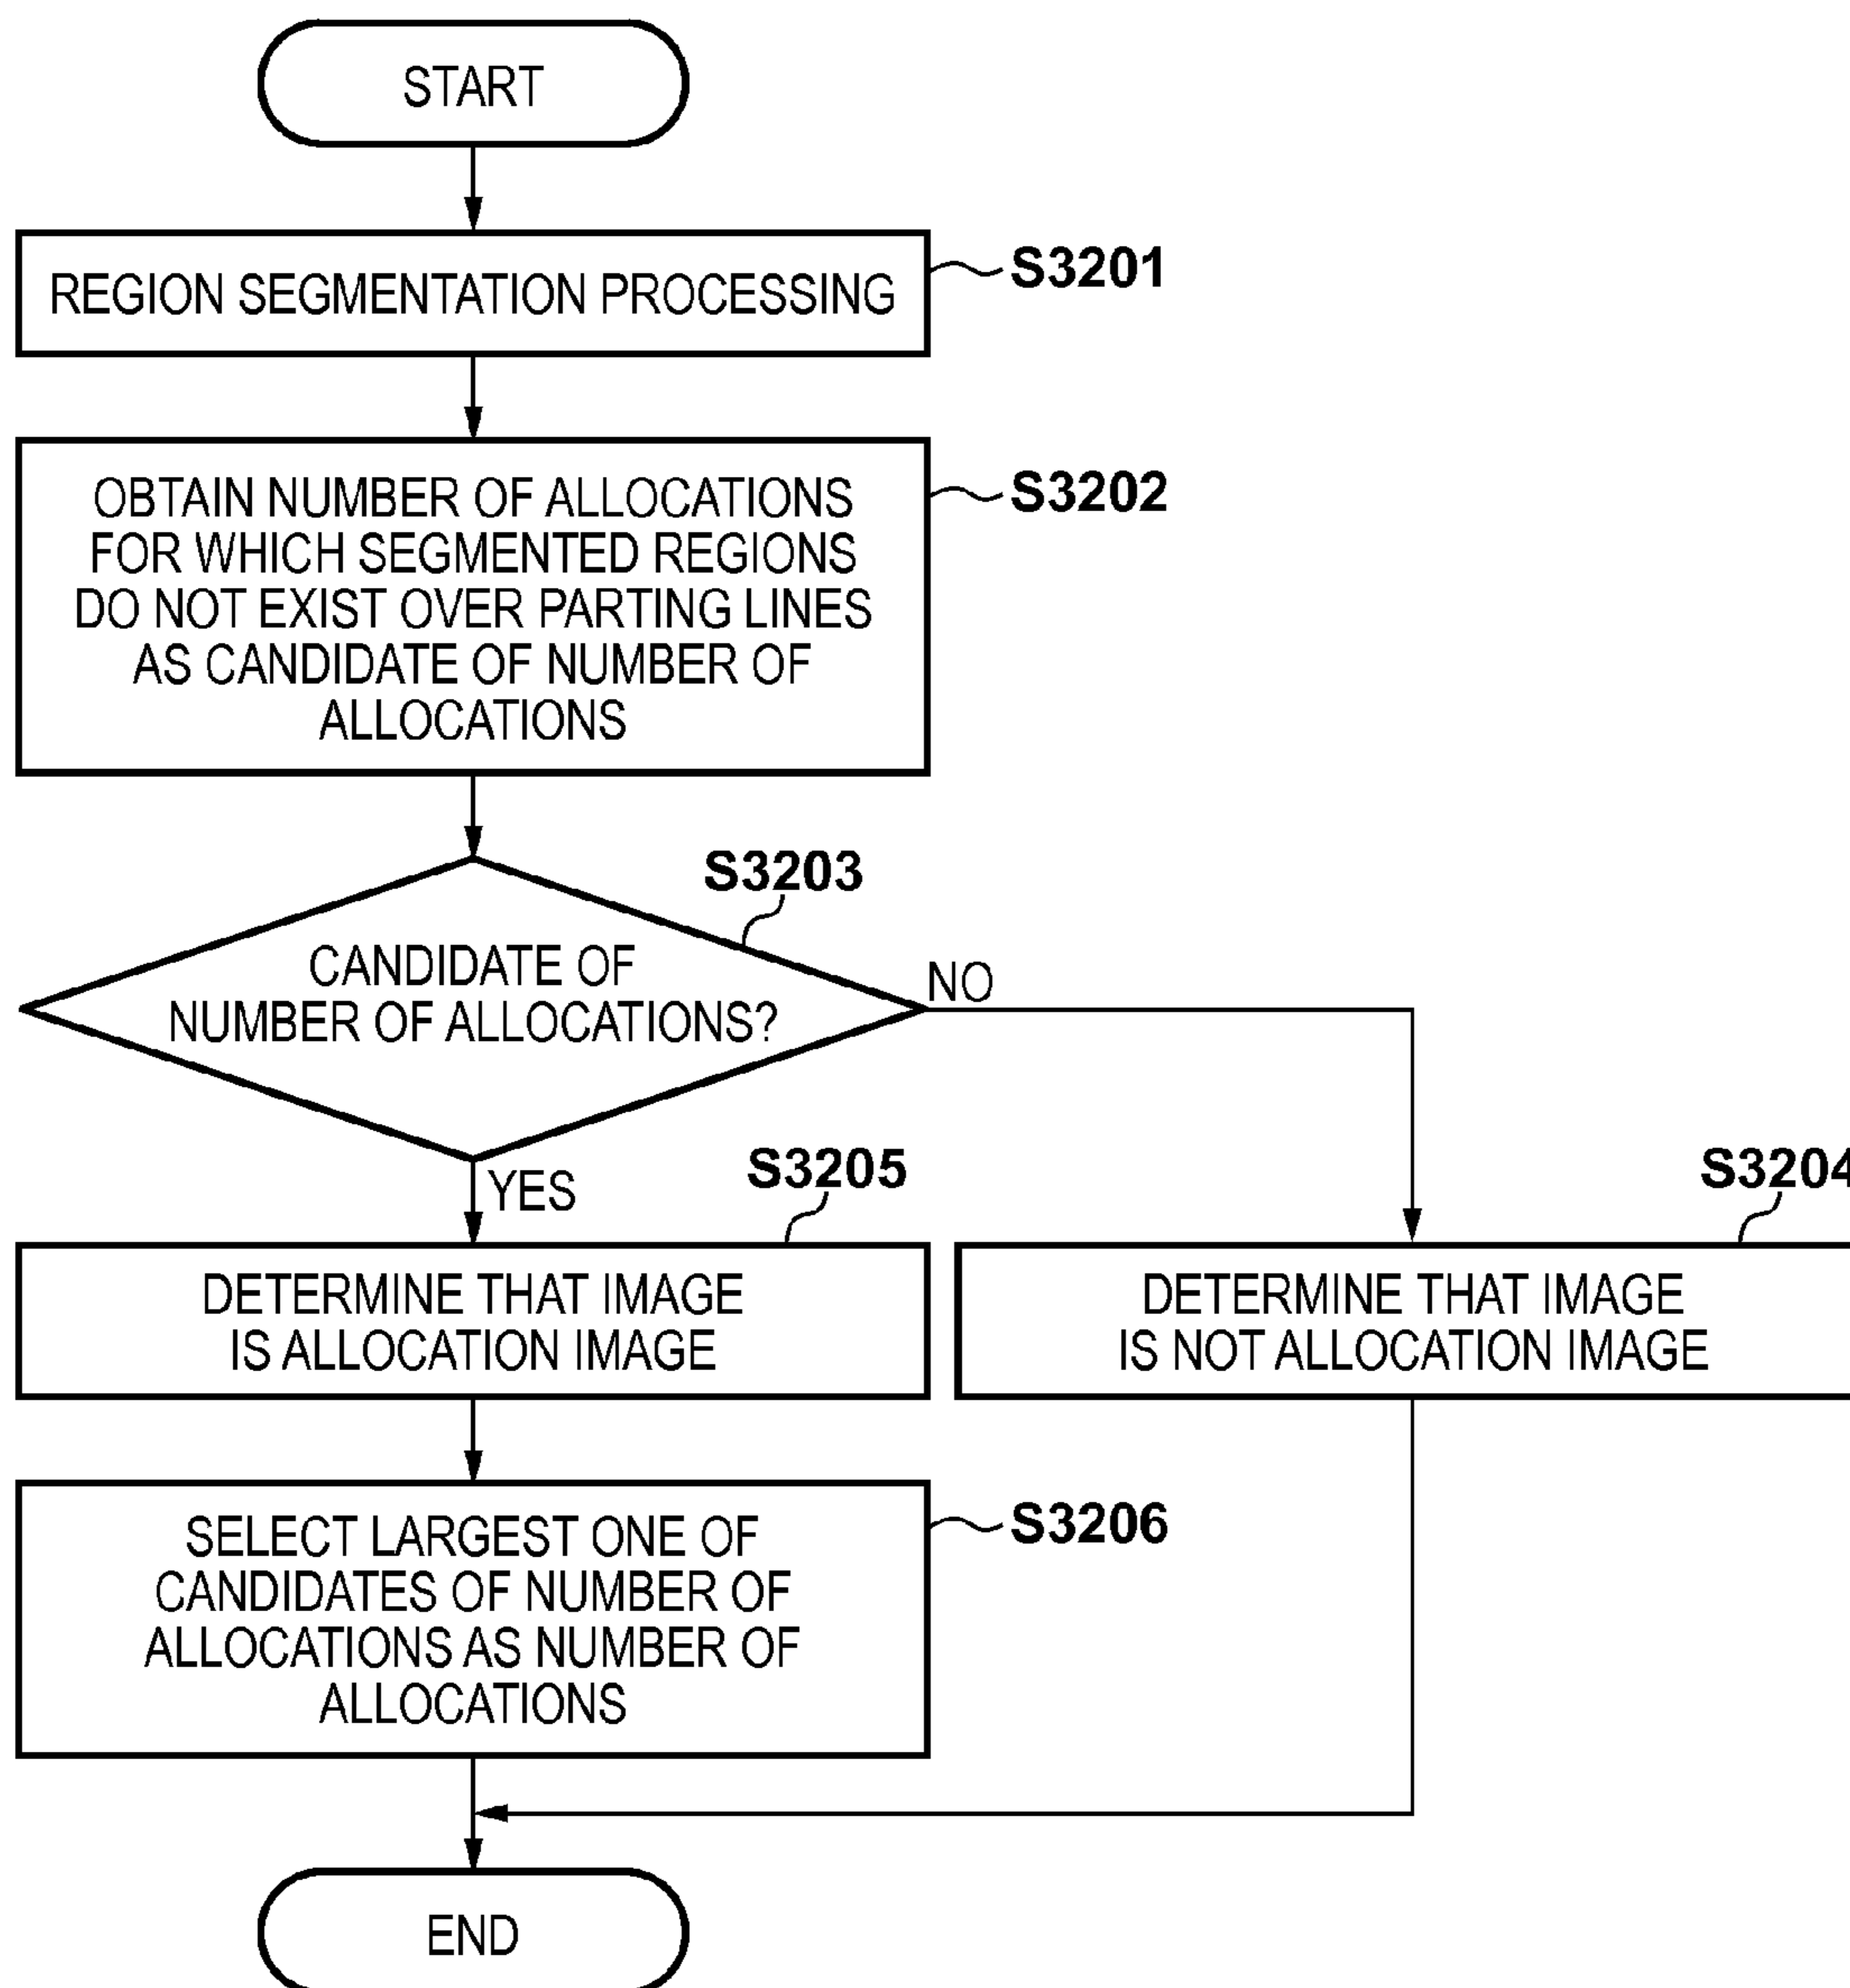 START
REGION SEGMENTATION PROCESSING
S3201
OBTAIN NUMBER OF ALLOCATIONS
FOR WHICH SEGMENTED REGIONS
DO NOT EXIST OVER PARTING LINES
AS CANDIDATE OF NUMBER OF
ALLOCATIONS
S3202
S3203
CANDIDATE OF
NUMBER OF ALLOCATIONS?
NO
YES
S3205
DETERMINE THAT IMAGE
IS ALLOCATION IMAGE
S3204
DETERMINE THAT IMAGE
IS NOT ALLOCATION IMAGE
SELECT LARGEST ONE OF
CANDIDATES OF NUMBER OF
ALLOCATIONS AS NUMBER OF
ALLOCATIONS
S3206
END